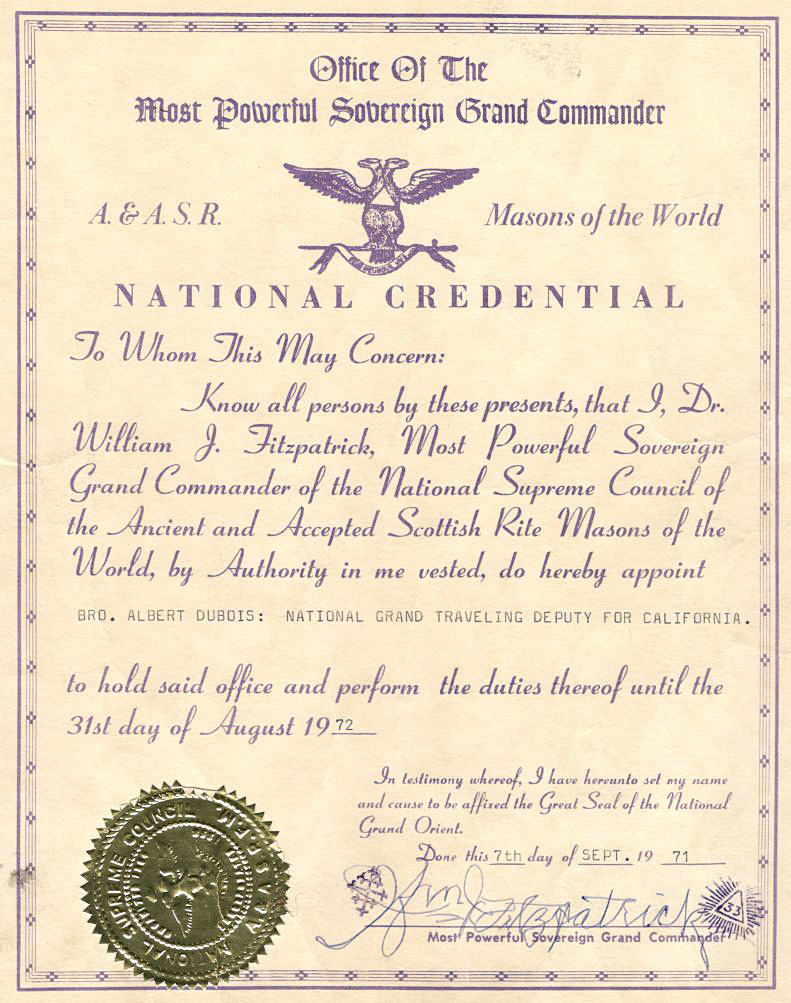 Office Of The
Most Powerful Sovereign Grand Commander
A. & A. S. R.
Masons of the World
NATIONAL CREDENTIAL
To Whom This May Concern:
Know all persons by these presents, that I, Dr.
William J. Fitzpatrick, Most Powerful Sovereign
Grand Commander of the National Supreme Council of
the Ancient and Accepted Scottish Rite Masons of the
World, by Authority in me vested, do hereby appoint
BRO. ALBERT DUBOIS: NATIONAL GRAND TRAVELING DEPUTY FOR CALIFORNIA.
to hold said office and perform the duties thereof until the
31st day of August 1972
In testimony whereof, I have hereunto set my name
and cause to be affixed the Great Seal of the National
Grand Orient.
Done this 7th day of SEPT. 19 71
Wm J Fitzpatrick
33
Most Powerful Sovereign Grand Commander
NATIONAL SUPREME COUNCIL